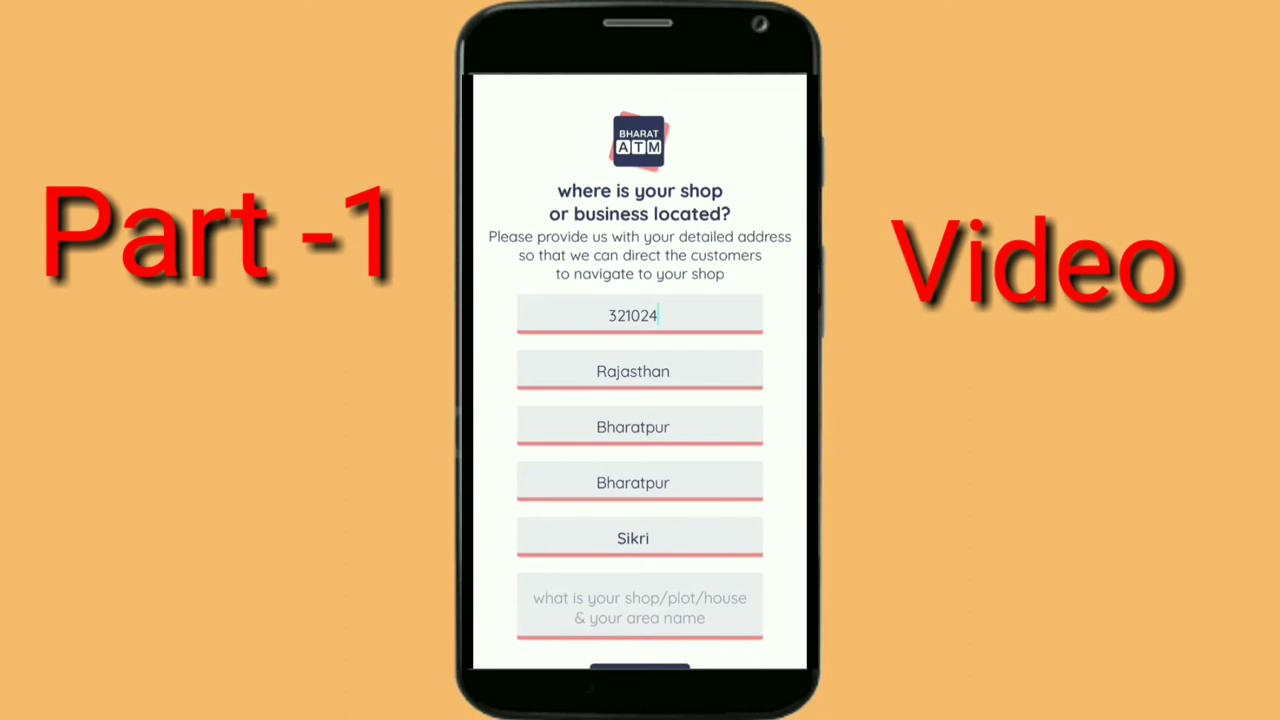 Part -1
BHARAT
ATM
where is your shop
or business located?
Please provide us with your detailed address
so that we can direct the customers
to navigate to your shop
321024
Rajasthan
Bharatpur
Bharatpur
Sikri
what is your shop/plot/house
& your area name
Video